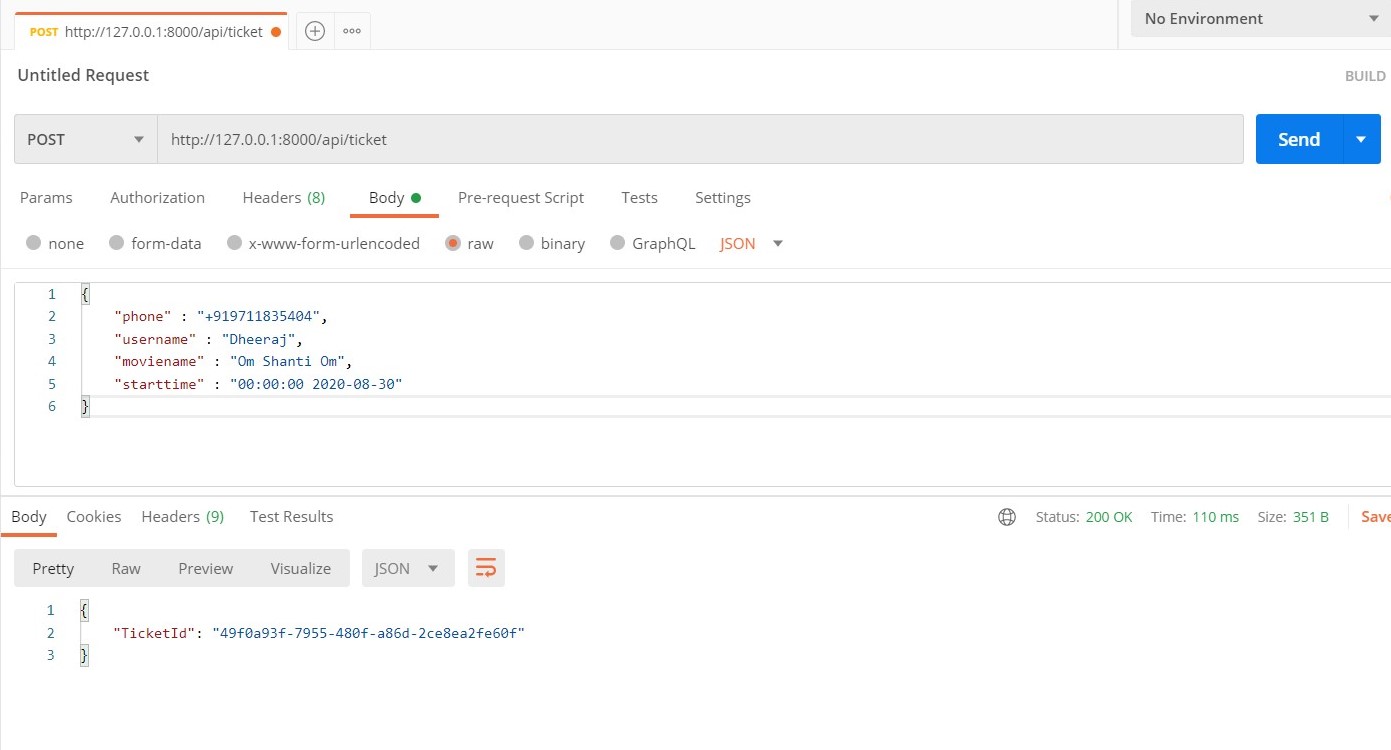 POST http://127.0.0.1:8000/api/ticket
No Environment
Untitled Request
BUILD
POST http://127.0.0.1:8000/api/ticket Send
Params Authorization Headers (8) Body Pre-request Script Tests Settings
none form-data x-www-form-urlencoded raw binary GraphQL JSON
1 {
2 "phone" : "+919711835404",
3 "username" : "Dheeraj",
4 "moviename" : "Om Shanti Om",
5 "starttime" : "00:00:00 2020-08-30"
6 }
Body Cookies Headers (9) Test Results Status: 200 OK Time: 110 ms Size: 351 B Save
Pretty Raw Preview Visualize JSON
1 {
2 "TicketId": "49f0a93f-7955-480f-a86d-2ce8ea2fe60f"
3 }